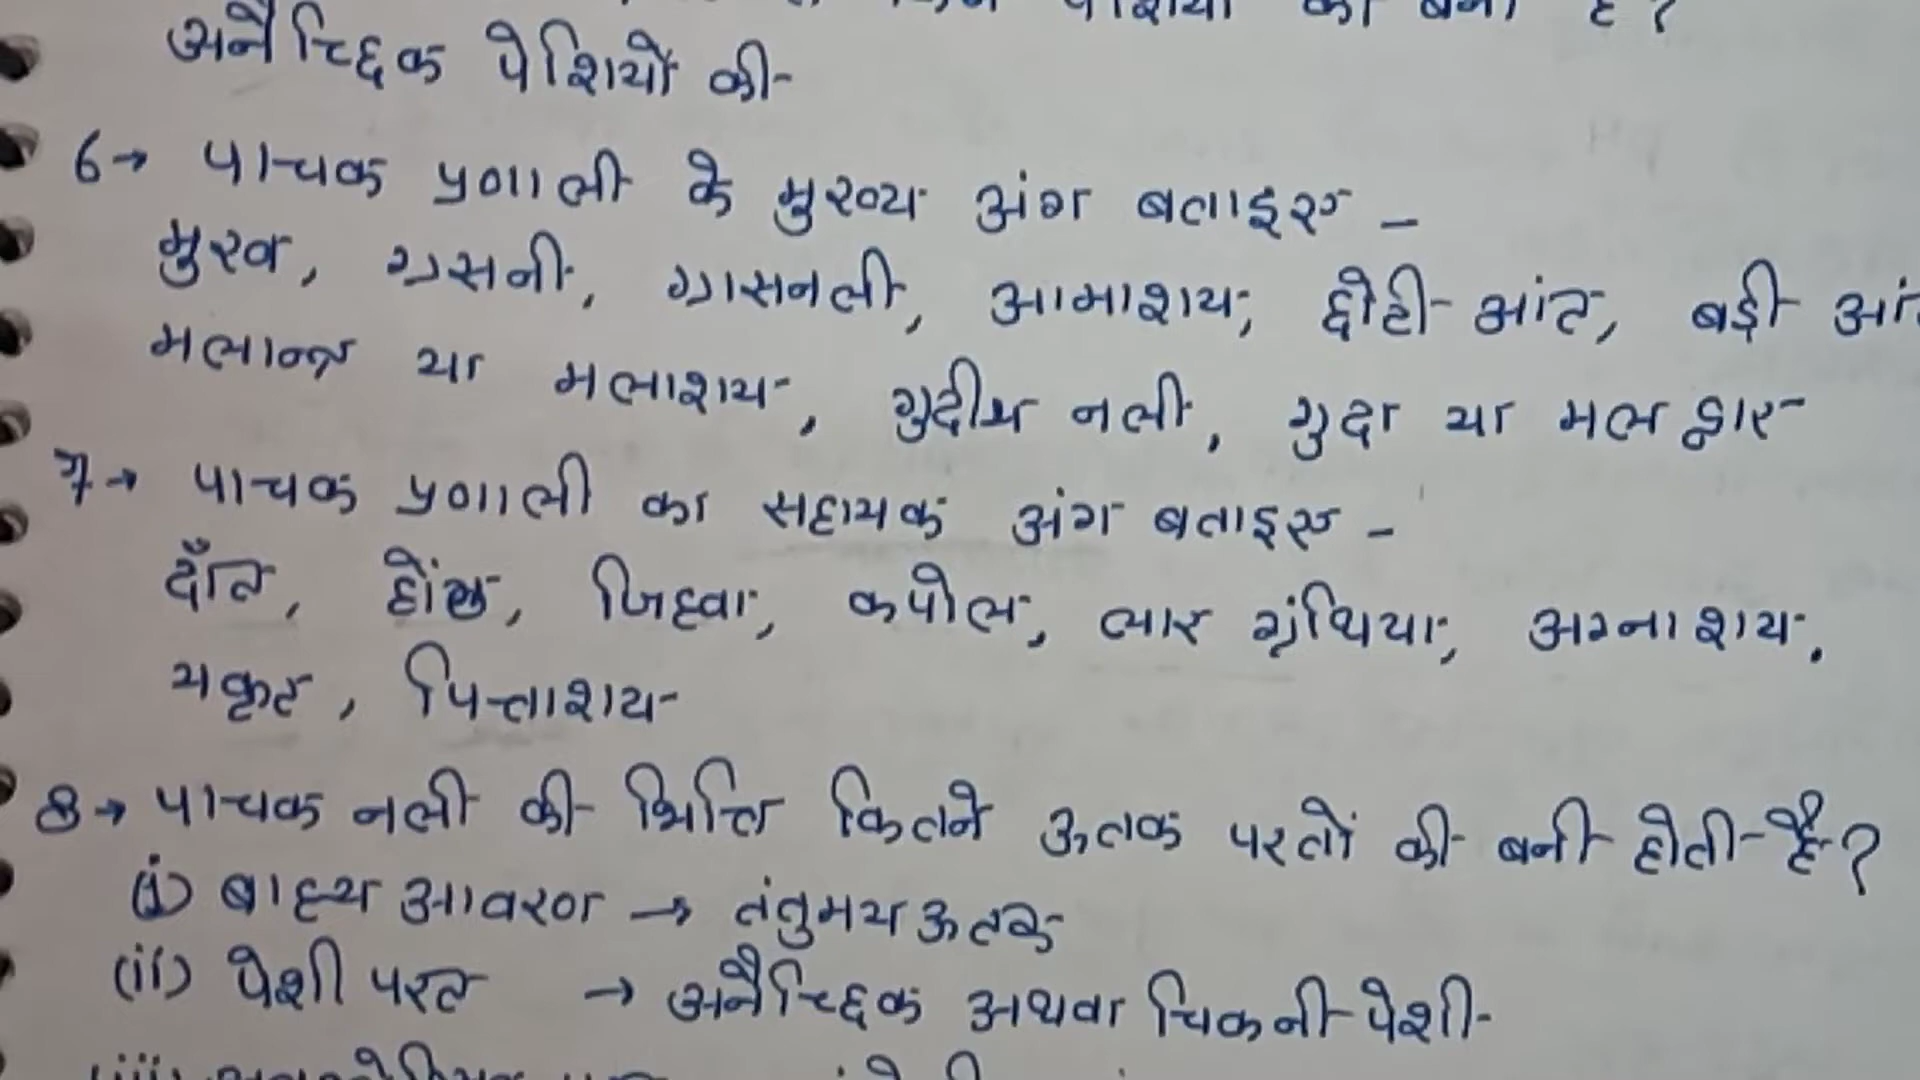 पेशियों की बनी है?
अनैच्छिक पेशियों की
6→ पाचक प्रणाली के मुख्य अंग बताइए -
मुख, ग्रसनी, ग्रासनली, आमाशय, छोटी आंत, बड़ी
मलान्त्र या मलाशय, गुदीय नली, गुदा या मल द्वार
7→ पाचक प्रणाली का सहायक अंग बताइए -
दाँत, होंठ, जिह्वा, कपोल, लार ग्रंथिया, अग्नाशय,
यकृत, पित्ताशय
8→ पाचक नली की भित्ति कितने ऊतक परतों की बनी होती है?
(i) बाह्य आवरण → तंतुमय ऊतक
(ii) पेशी परत → अनैच्छिक अथवा चिकनी पेशी